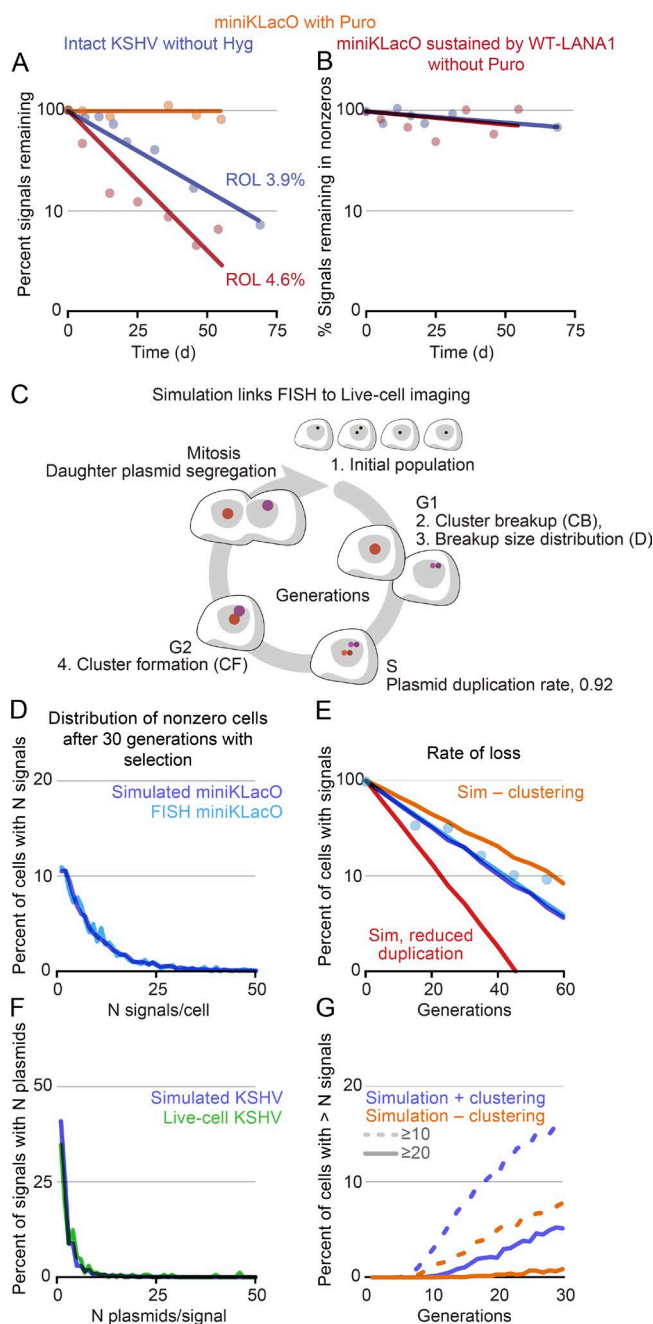 miniKLacO with Puro
Intact KSHV without Hyg
miniKLacO sustained by WT-LANA1
without Puro
A
Percent signals remaining
100
10
0
ROL 3.9%
ROL 4.6%
0 25 50 75
Time (d)
B
% Signals remaining in nonzeros
100
10
0
0 25 50 75
Time (d)
C
Simulation links FISH to Live-cell imaging
Mitosis
Daughter plasmid segregation
1. Initial population
G1
2. Cluster breakup (CB),
3. Breakup size distribution (D)
Generations
G2
4. Cluster formation (CF)
S
Plasmid duplication rate, 0.92
D
Distribution of nonzero cells
after 30 generations with
selection
Percent of cells with N signals
20
10
0
Simulated miniKLacO
FISH miniKLacO
0 25 50
N signals/cell
E
Rate of loss
Percent of cells with signals
100
10
0
Sim – clustering
Sim, reduced
duplication
0 20 40 60
Generations
F
Percent of signals with N plasmids
50
25
0
Simulated KSHV
Live-cell KSHV
0 25 50
N plasmids/signal
G
Percent of cells with > N signals
20
10
0
Simulation + clustering
Simulation – clustering
≥10
≥20
0 10 20 30
Generations